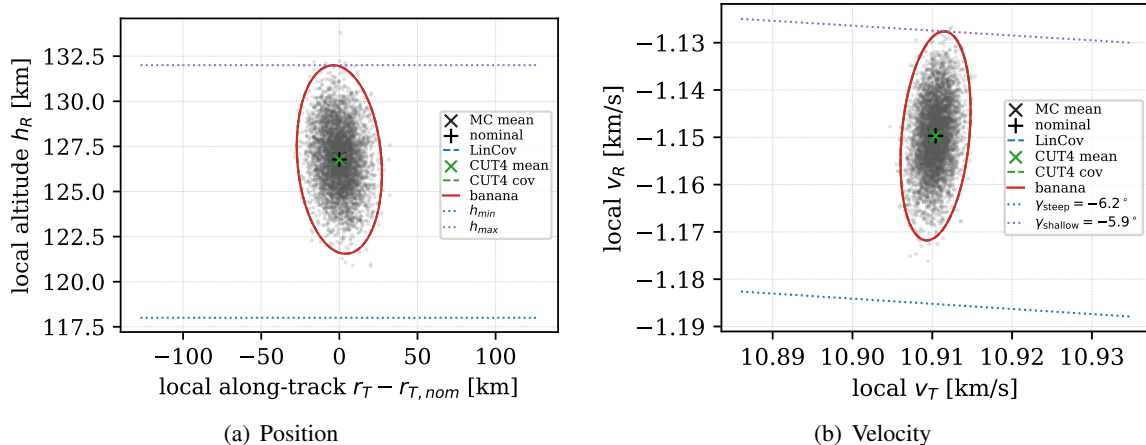 132.5
130.0
127.5
125.0
122.5
120.0
117.5
local altitude h_R [km]
MC mean
nominal
LinCov
CUT4 mean
CUT4 cov
banana
h_min
h_max
−100 −50 0 50 100
local along-track r_T − r_T,nom [km]
(a) Position
−1.13
−1.14
−1.15
−1.16
−1.17
−1.18
−1.19
local v_R [km/s]
MC mean
nominal
LinCov
CUT4 mean
CUT4 cov
banana
γ_steep = −6.2°
γ_shallow = −5.9°
10.89 10.90 10.91 10.92 10.93
local v_T [km/s]
(b) Velocity